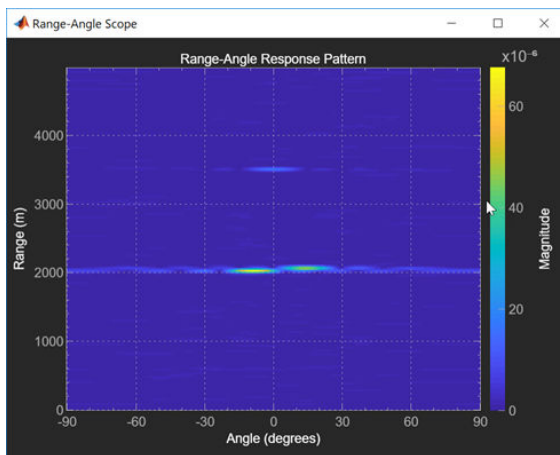 Range-Angle Scope
Range-Angle Response Pattern
x10⁻⁶
4000
3000
2000
1000
0
Range (m)
-90
-60
-30
0
30
60
90
Angle (degrees)
60
40
20
0
Magnitude